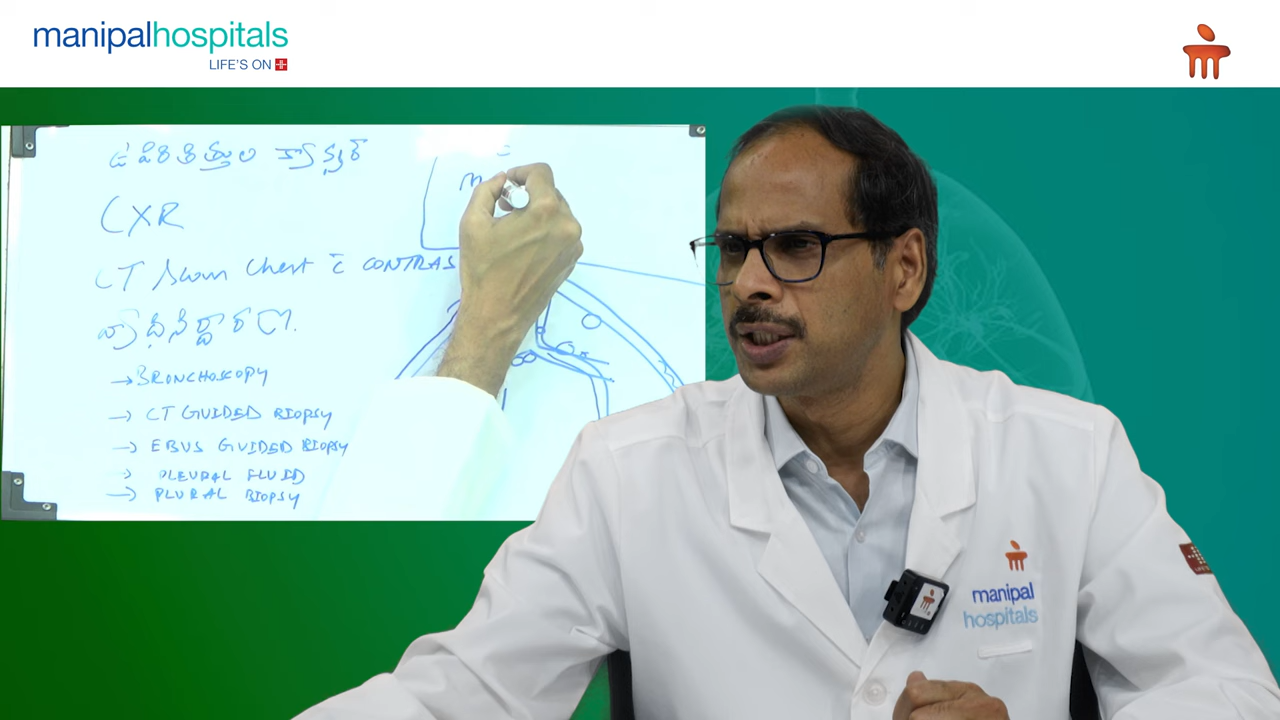 manipalhospitals
LIFE'S ON
ఊపిరితిత్తుల క్యాన్సర్
CXR
CT Scan Chest c̄ CONTRAS
వ్యాధినిర్ధారణ.
→ BRONCHOSCOPY
→ CT GUIDED BIOPSY
→ EBUS GUIDED BIOPSY
→ PLEURAL FLUID
→ PLURAL BIOPSY
manipal
hospitals